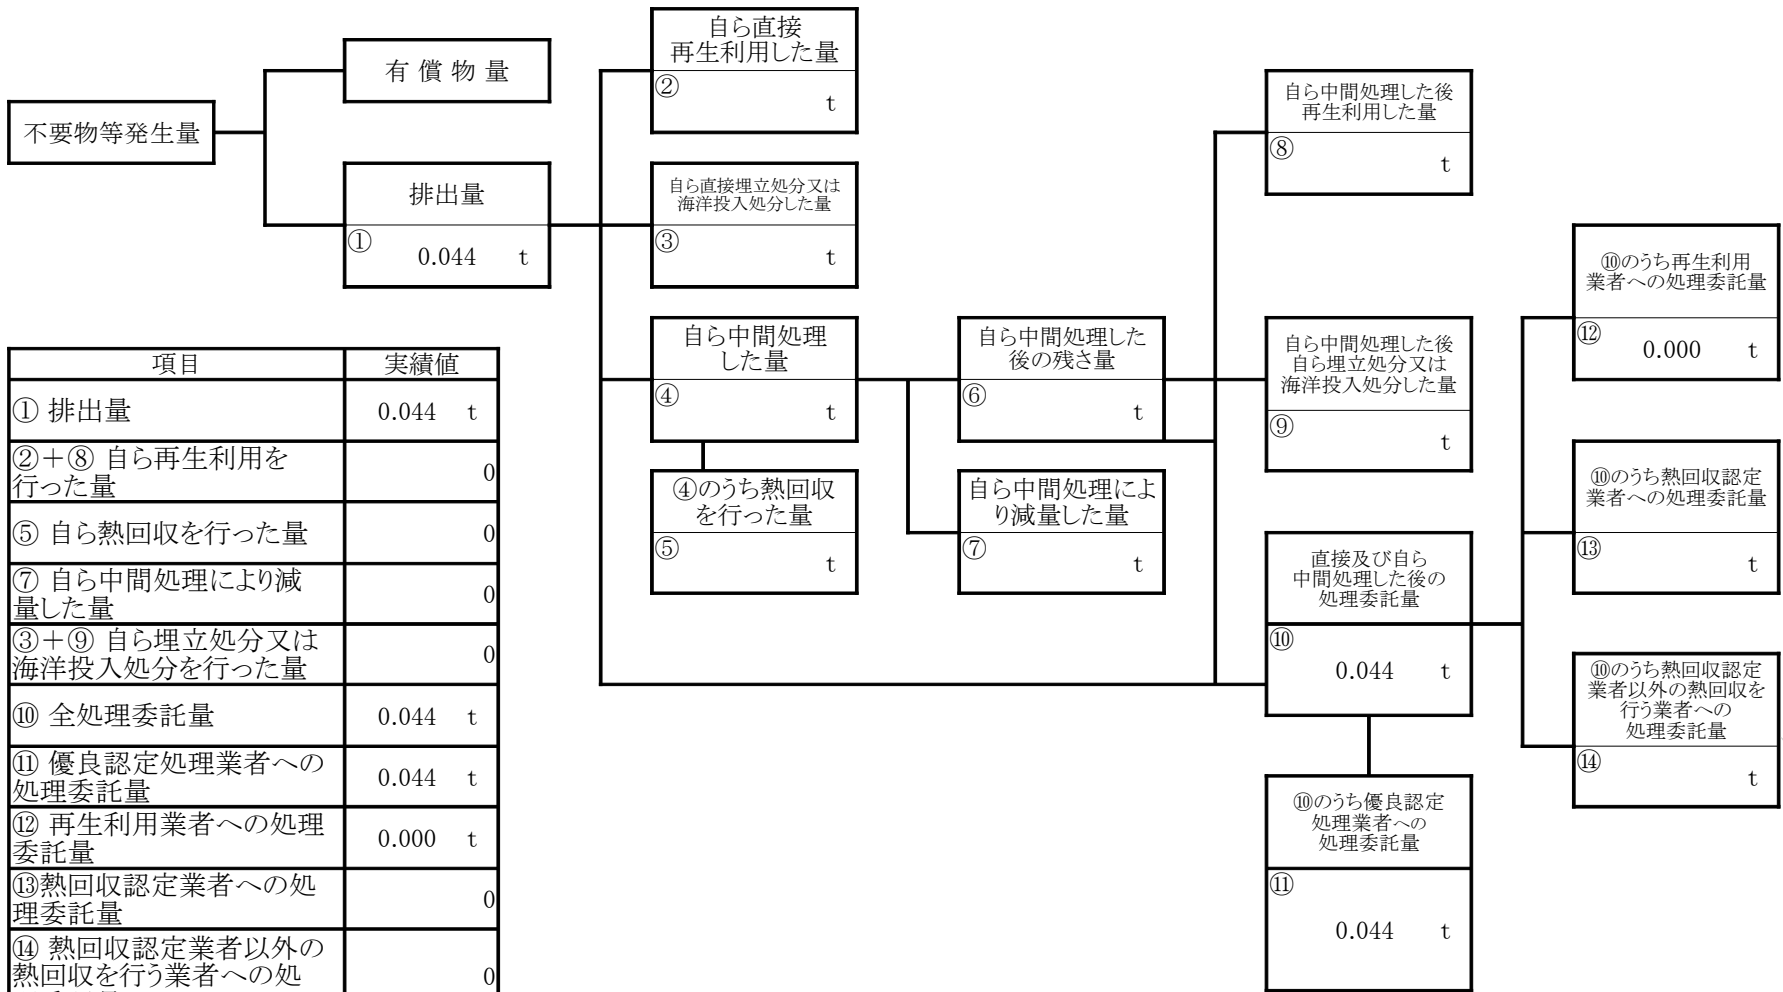 不要物等発生量
有 償 物 量
排出量
① 0.044 t
自ら直接
再生利用した量
②
t
自ら直接埋立処分又は
海洋投入処分した量
③
t
自ら中間処理
した量
④
t
④のうち熱回収
を行った量
⑤
t
自ら中間処理した
後の残さ量
⑥
t
自ら中間処理によ
り減量した量
⑦
t
自ら中間処理した後
再生利用した量
⑧
t
自ら中間処理した後
自ら埋立処分又は
海洋投入処分した量
⑨
t
直接及び自ら
中間処理した後の
処理委託量
⑩
0.044 t
⑩のうち優良認定
処理業者への
処理委託量
⑪
0.044 t
⑩のうち再生利用
業者への処理委託量
⑫
0.000 t
⑩のうち熱回収認定
業者への処理委託量
⑬
t
⑩のうち熱回収認定
業者以外の熱回収を
行う業者への
処理委託量
⑭
t
項目 実績値
① 排出量 0.044 t
②＋⑧ 自ら再生利用を
行った量 0
⑤ 自ら熱回収を行った量 0
⑦ 自ら中間処理により減
量した量 0
③＋⑨ 自ら埋立処分又は
海洋投入処分を行った量 0
⑩ 全処理委託量 0.044 t
⑪ 優良認定処理業者への
処理委託量 0.044 t
⑫ 再生利用業者への処理
委託量 0.000 t
⑬熱回収認定業者への処
理委託量 0
⑭ 熱回収認定業者以外の
熱回収を行う業者への処 0